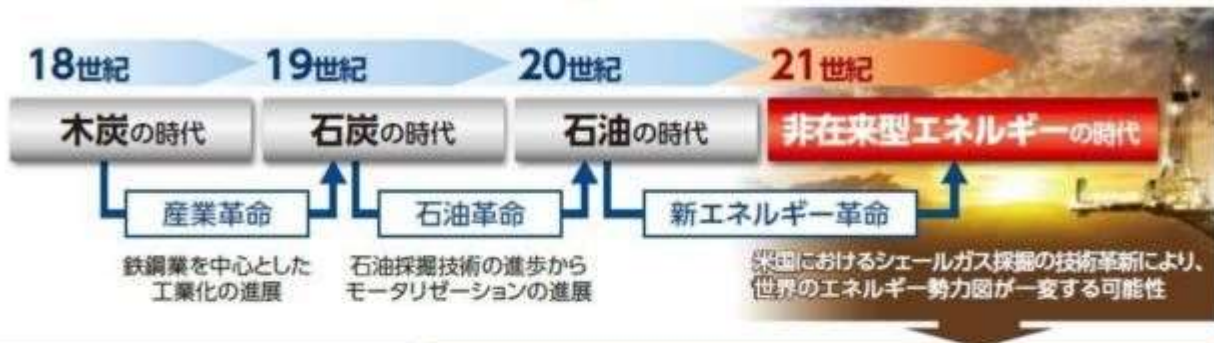 18世紀
19世紀
20世紀
21世紀
木炭の時代
石炭の時代
石油の時代
非在来型エネルギーの時代
産業革命
石油革命
新エネルギー革命
鉄鋼業を中心とした
工業化の進展
石油採掘技術の進歩から
モータリゼーションの進展
米国におけるシェールガス採掘の技術革新により、
世界のエネルギー勢力図が一変する可能性